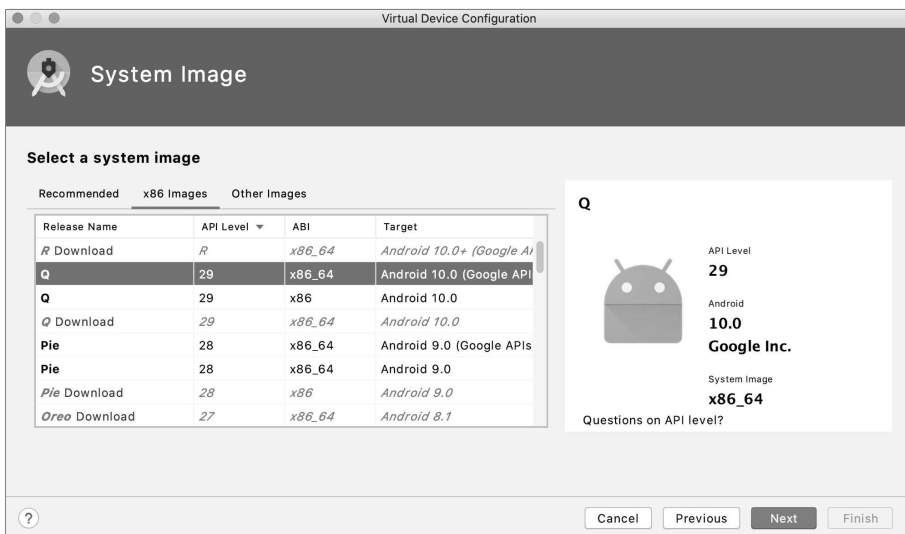 Virtual Device Configuration
System Image
Select a system image
Recommended x86 Images Other Images
Release Name API Level ABI Target
R Download R x86_64 Android 10.0+ (Google AP
Q 29 x86_64 Android 10.0 (Google API
Q 29 x86 Android 10.0
Q Download 29 x86_64 Android 10.0
Pie 28 x86_64 Android 9.0 (Google APIs
Pie 28 x86_64 Android 9.0
Pie Download 28 x86 Android 9.0
Oreo Download 27 x86_64 Android 8.1
Q
API Level
29
Android
10.0
Google Inc.
System Image
x86_64
Questions on API level?
? Cancel Previous Next Finish